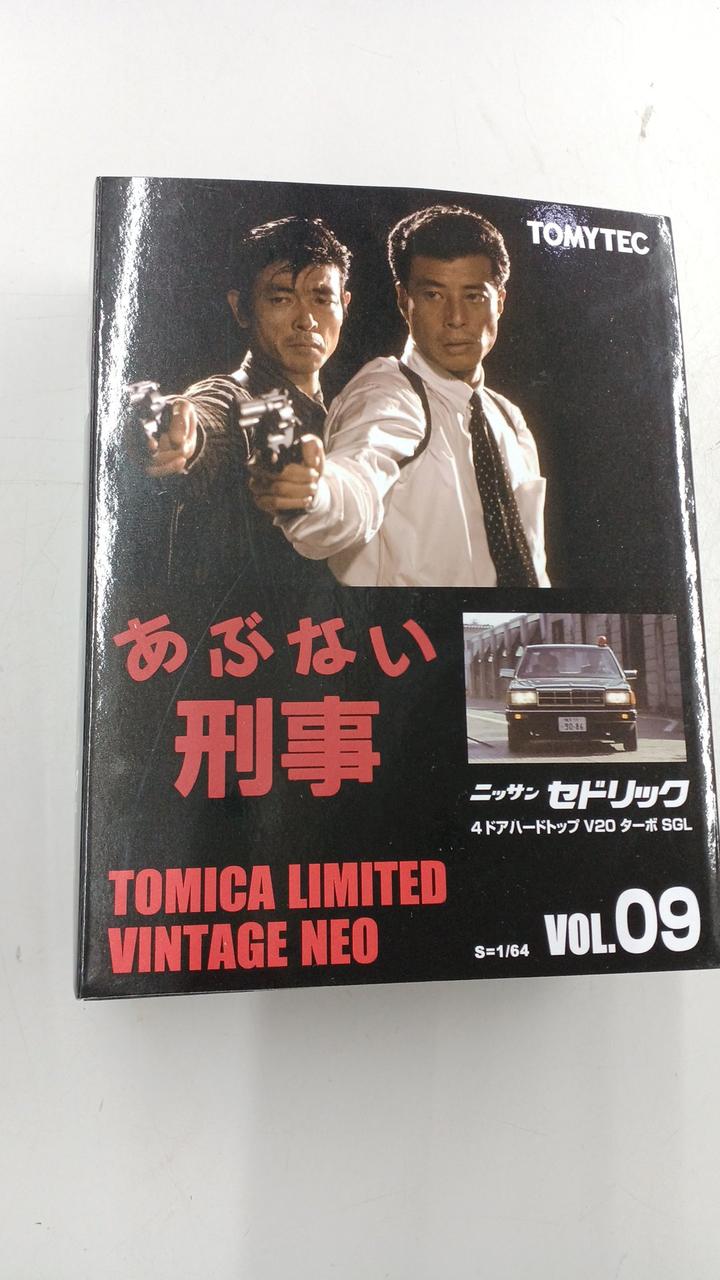 TOMYTEC
あぶない
刑事
ニッサン セドリック
4ドアハードトップ V20 ターボ SGL
TOMICA LIMITED
VINTAGE NEO
S=1/64
VOL.09